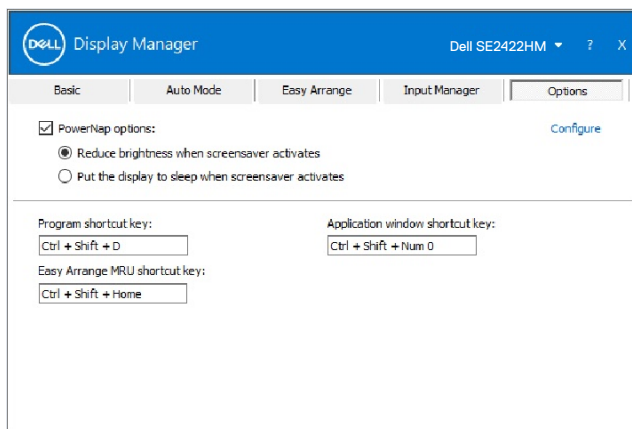 DELL Display Manager
Dell SE2422HM ? X
Basic Auto Mode Easy Arrange Input Manager Options
PowerNap options: Configure
Reduce brightness when screensaver activates
Put the display to sleep when screensaver activates
Program shortcut key: Application window shortcut key:
Ctrl + Shift + D Ctrl + Shift + Num 0
Easy Arrange MRU shortcut key:
Ctrl + Shift + Home